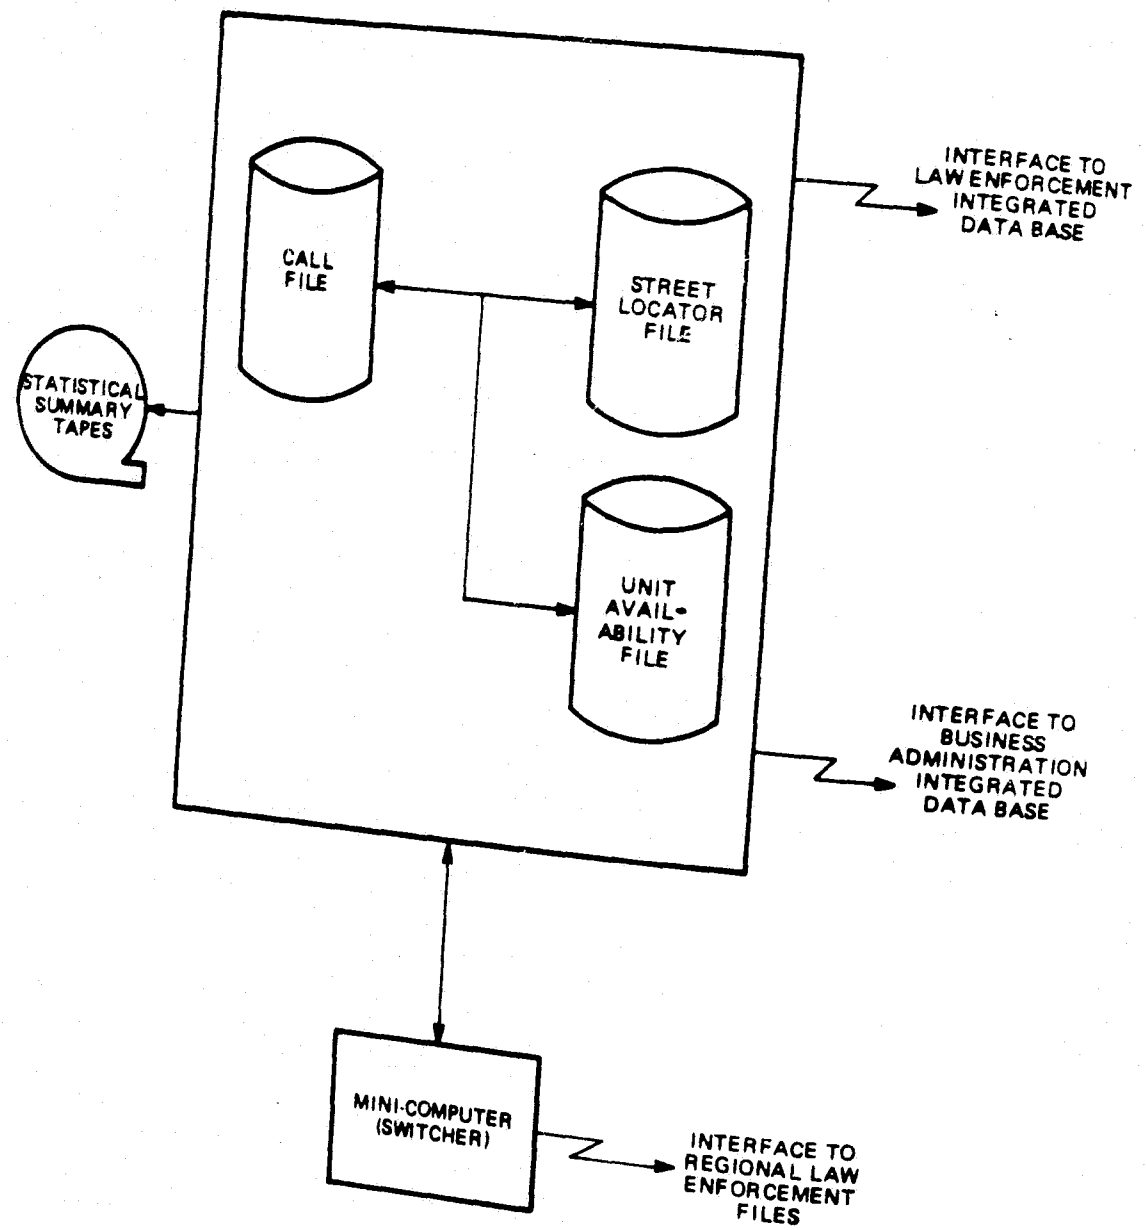 INTERFACE TO
LAW ENFORCEMENT
INTEGRATED
DATA BASE
CALL
FILE
STREET
LOCATOR
FILE
STATISTICAL
SUMMARY
TAPES
UNIT
AVAIL-
ABILITY
FILE
INTERFACE TO
BUSINESS
ADMINISTRATION
INTEGRATED
DATA BASE
MINI-COMPUTER
(SWITCHER)
INTERFACE TO
REGIONAL LAW
ENFORCEMENT
FILES